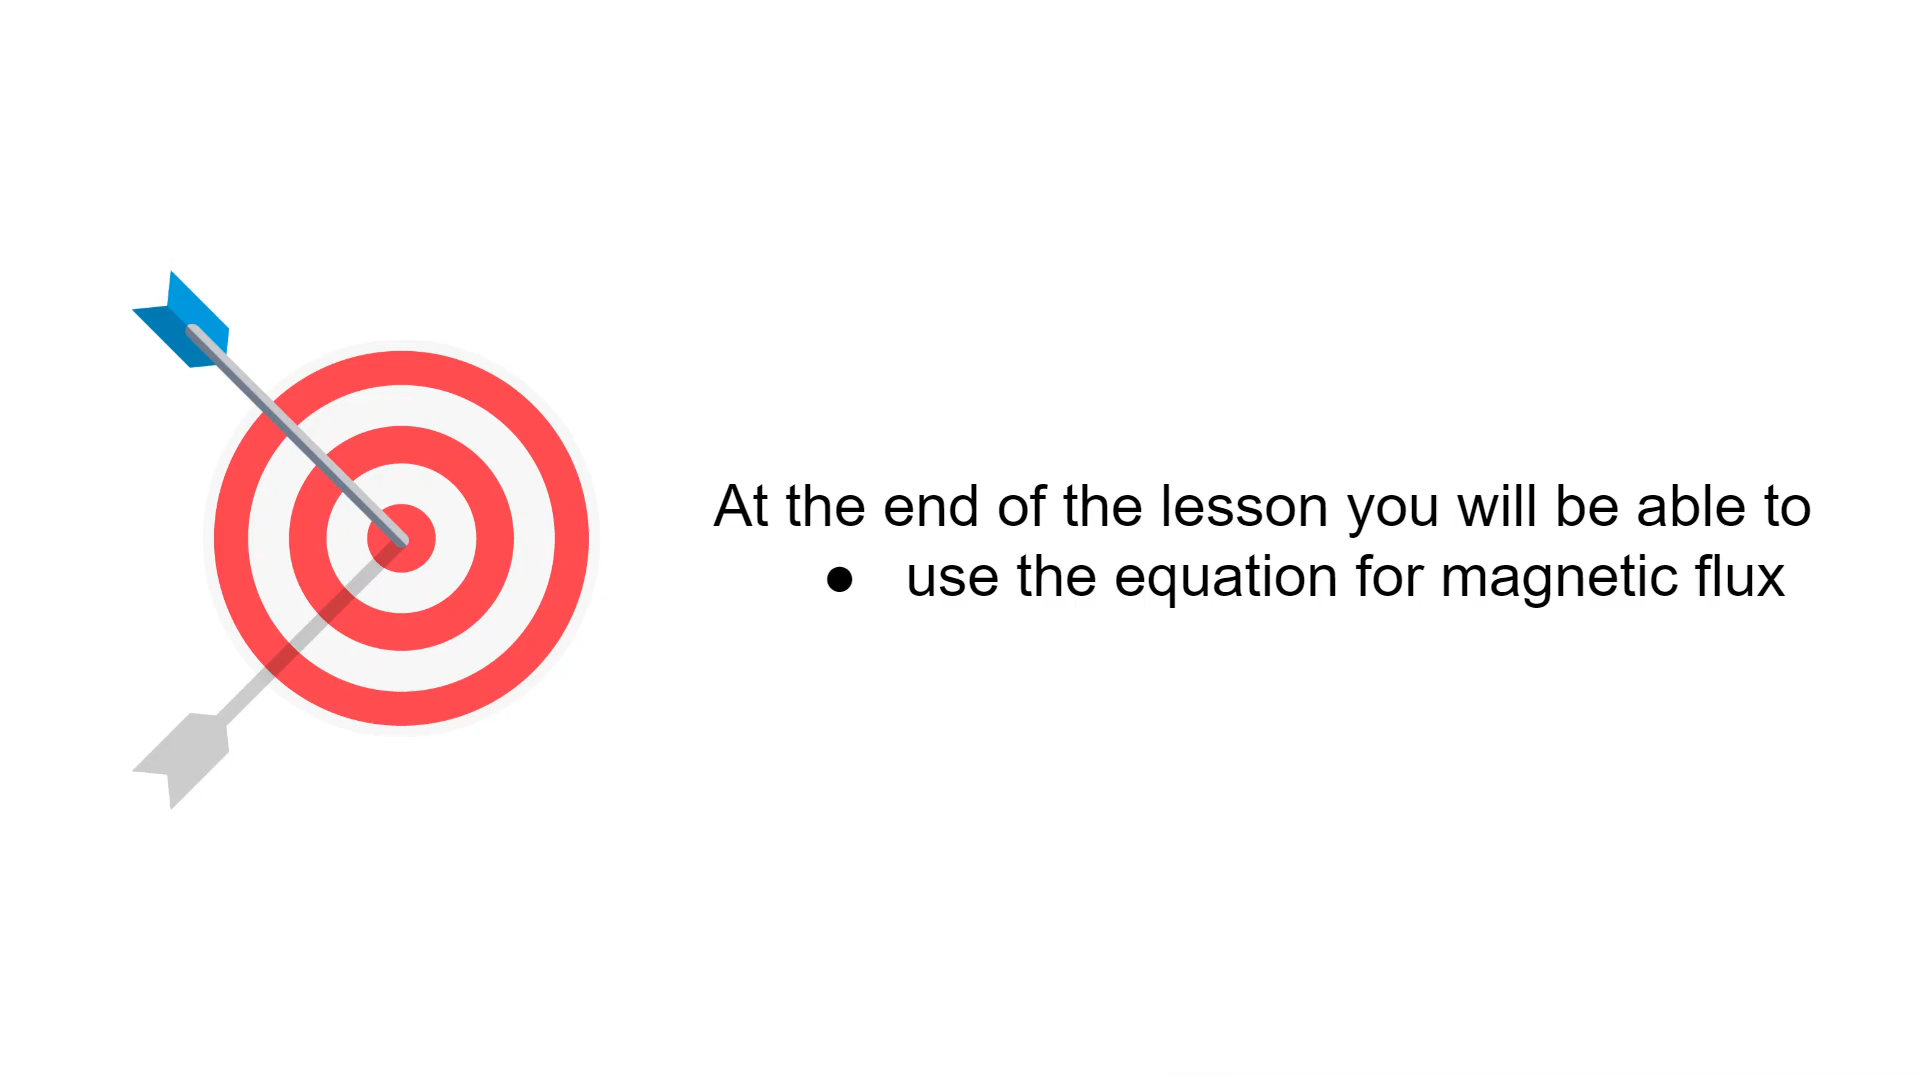 At the end of the lesson you will be able to
● use the equation for magnetic flux